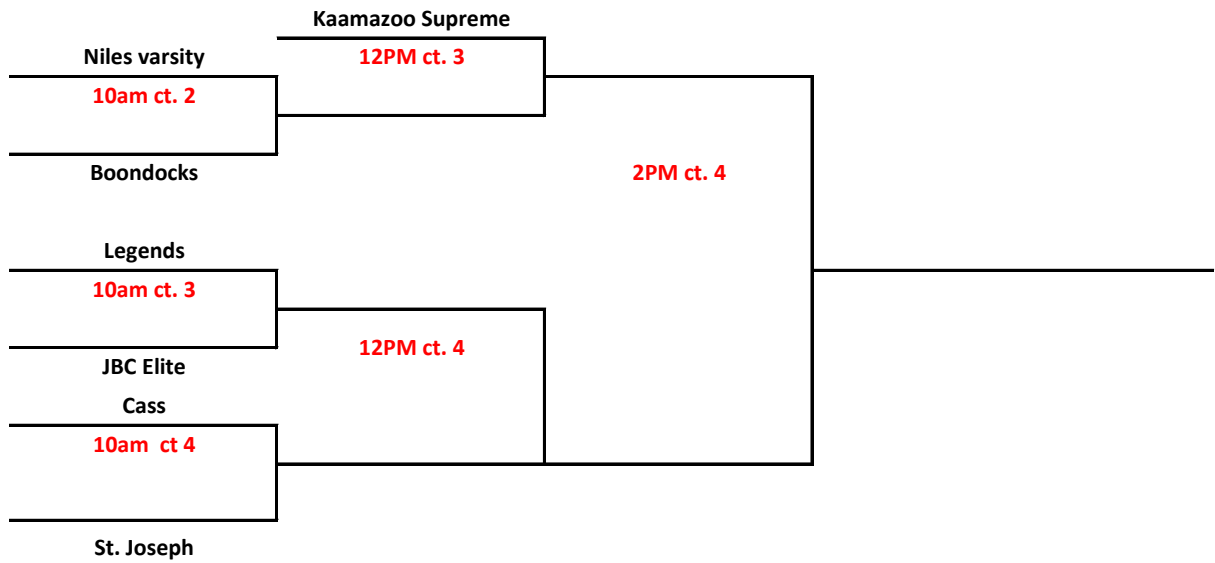 Kaamazoo Supreme
Niles varsity
12PM ct. 3
10am ct. 2
Boondocks
2PM ct. 4
Legends
10am ct. 3
12PM ct. 4
JBC Elite
Cass
10am  ct 4
St. Joseph